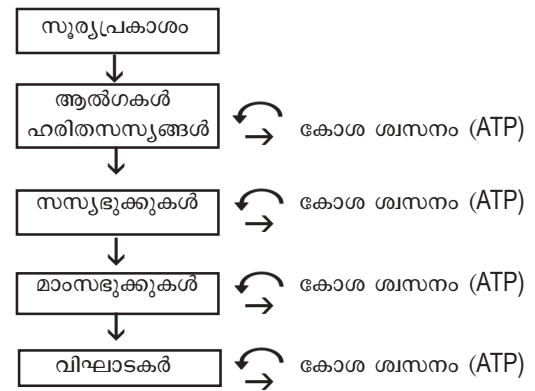 സൂര്യപ്രകാശം
ആൽഗകൾ
ഹരിതസസ്യങ്ങൾ
കോശ ശ്വസനം (ATP)
സസ്യഭുക്കുകൾ
കോശ ശ്വസനം (ATP)
മാംസഭുക്കുകൾ
കോശ ശ്വസനം (ATP)
വിഘാടകർ
കോശ ശ്വസനം (ATP)